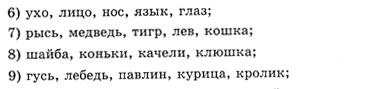 6) ухо, лицо, нос, язык, глаз;
7) рысь, медведь, тигр, лев, кошка;
8) шайба, коньки, качели, клюшка;
9) гусь, лебедь, павлин, курица, кролик;